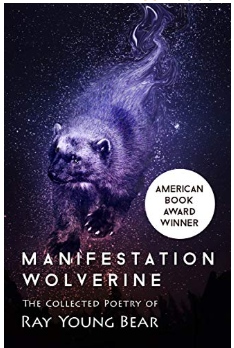 AMERICAN
BOOK
AWARD
WINNER
MANIFESTATION
WOLVERINE
THE COLLECTED POETRY OF
RAY YOUNG BEAR